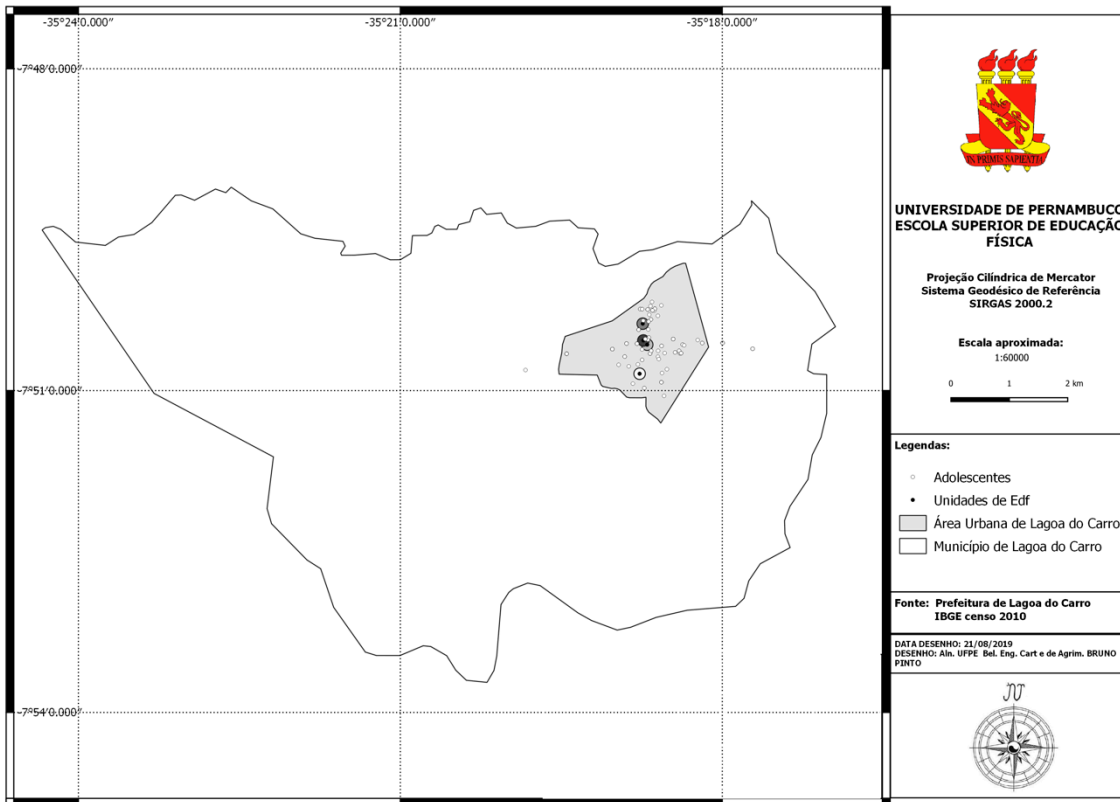 -35°24′0.000″ -35°21′0.000″ -35°18′0.000″
-7°48′0.000″
-7°51′0.000″
-7°54′0.000″
IN PRIMIS SAPIENTIA
UNIVERSIDADE DE PERNAMBUCO
ESCOLA SUPERIOR DE EDUCAÇÃO
FÍSICA
Projeção Cilíndrica de Mercator
Sistema Geodésico de Referência
SIRGAS 2000.2
Escala aproximada:
1:60000
0 1 2 km
Legendas:
Adolescentes
Unidades de Edf
Área Urbana de Lagoa do Carro
Município de Lagoa do Carro
Fonte: Prefeitura de Lagoa do Carro
IBGE censo 2010
DATA DESENHO: 21/08/2019
DESENHO: Aln. UFPE Bel. Eng. Cart e de Agrim. BRUNO
PINTO
N